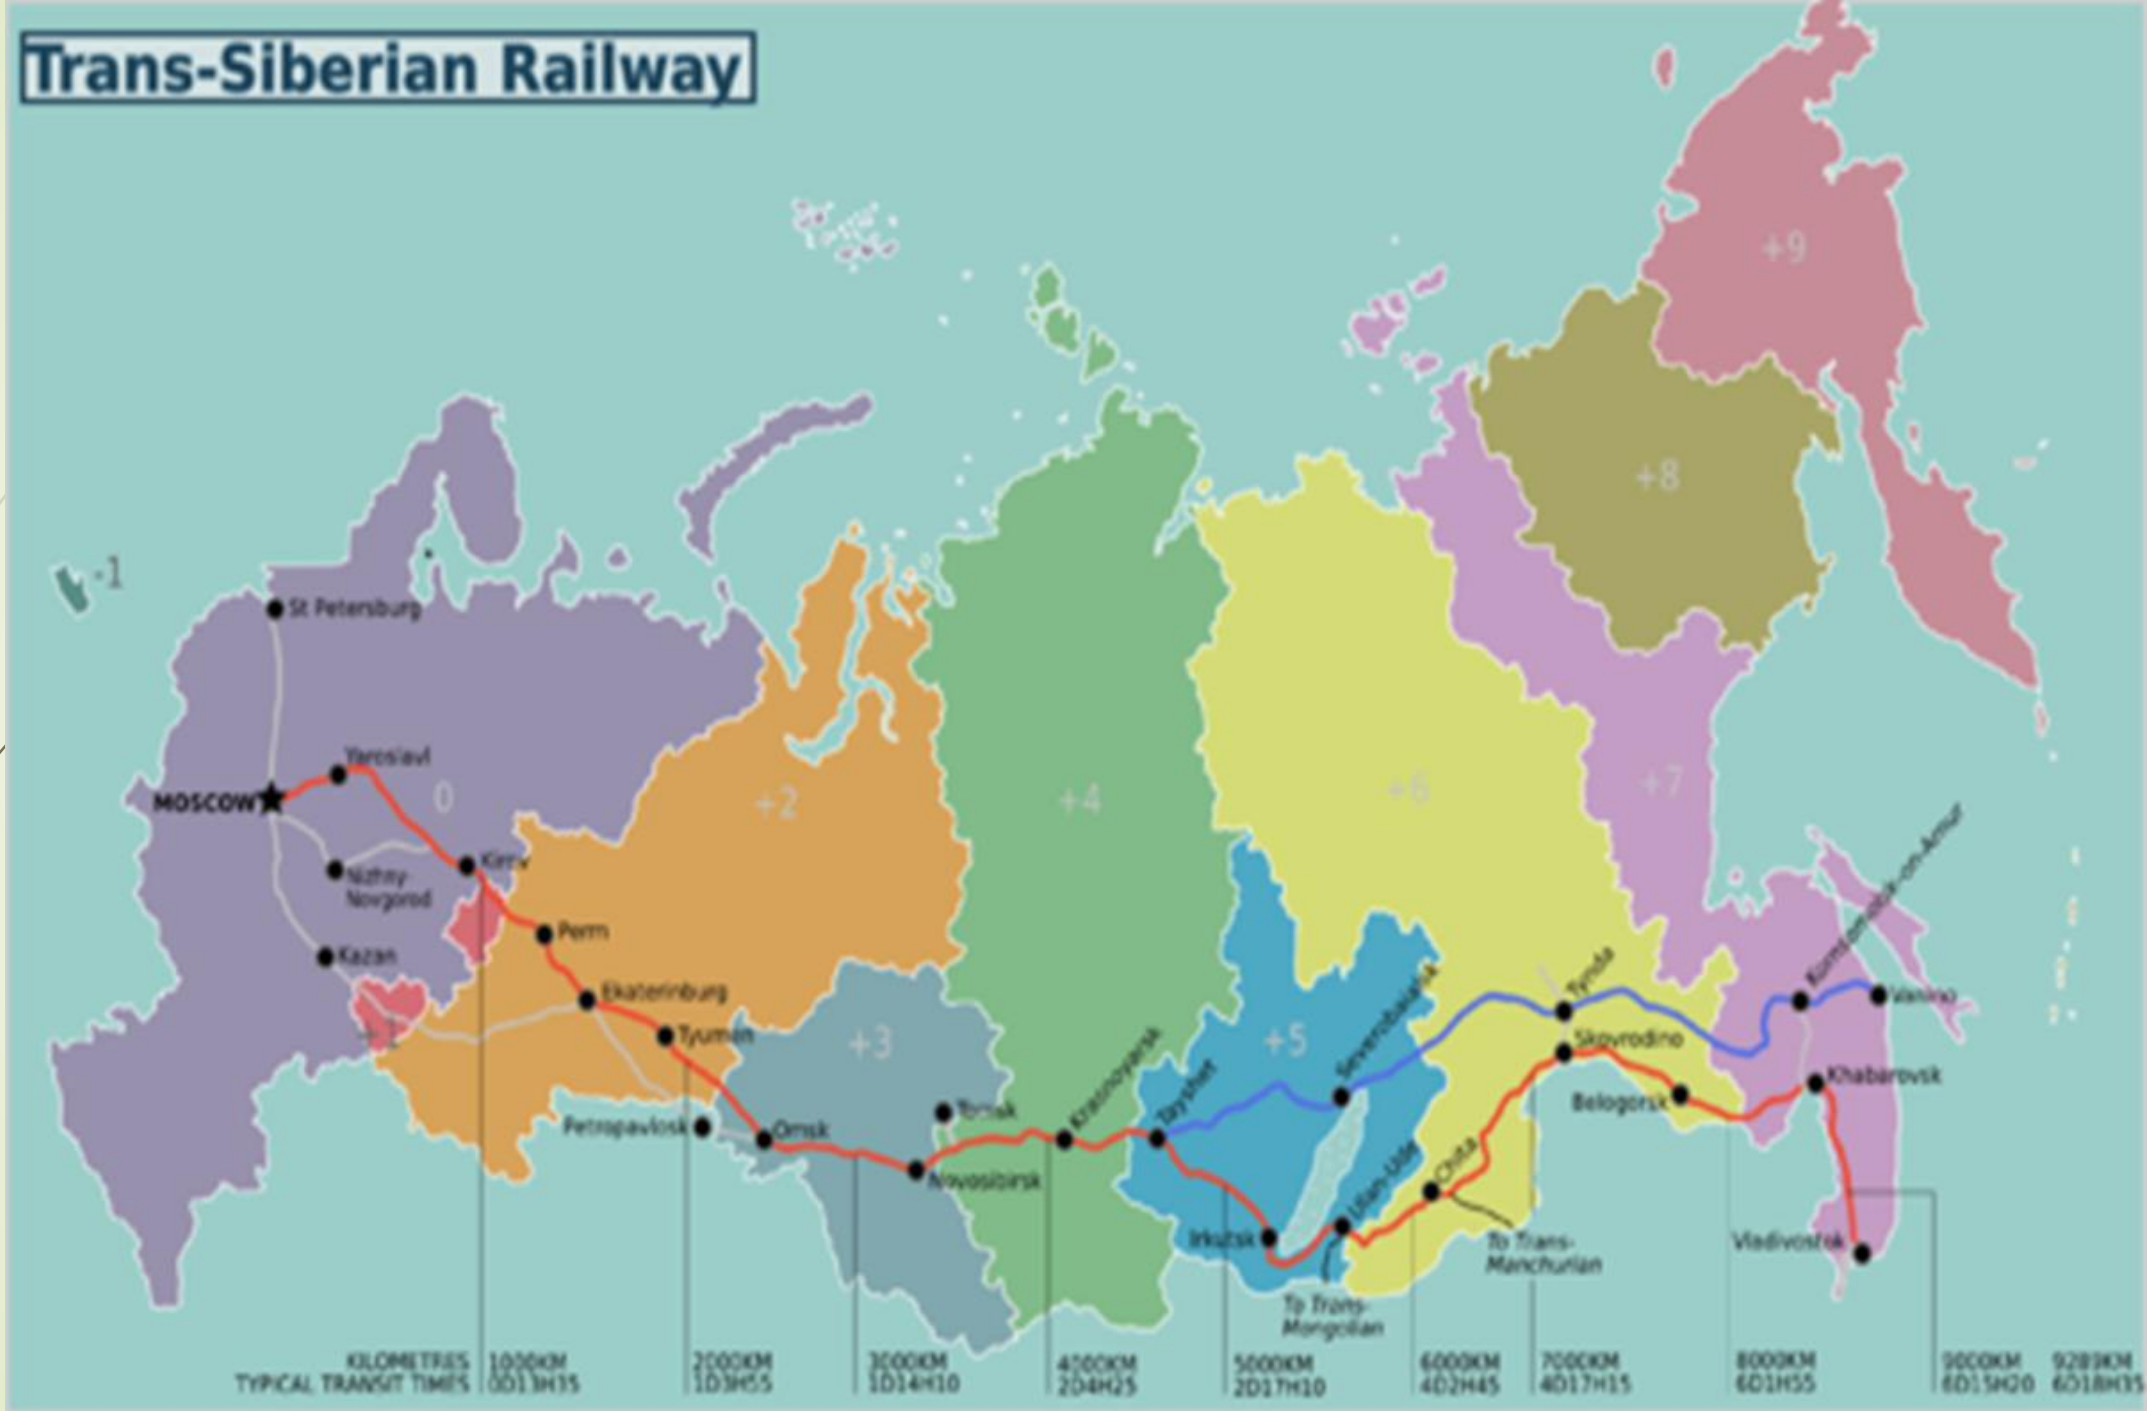 Trans-Siberian Railway
+9
+8
-1
St Petersburg
Yaroslavl
MOSCOW
0
+2
+4
+6
+7
Kirov
Nizhny-
Novgorod
Perm
Kazan
Ekaterinburg
+1
Tyumen
+3
+5
Krasnoyarsk
Tayshet
Severobaikalsk
Tynda
Komsomolsk-on-Amur
Vanino
Skovrodino
Khabarovsk
Belogorsk
Petropavlosk
Omsk
Tomsk
Novosibirsk
Irkutsk
Ulan-Ude
Chita
To Trans-
Manchurian
Vladivostok
To Trans-
Mongolian
KILOMETRES 1000KM 2000KM 3000KM 4000KM 5000KM 6000KM 7000KM 8000KM 9000KM 9289KM
TYPICAL TRANSIT TIMES 0D13H35 1D3H55 1D14H10 2D4H25 2D17H10 4D2H45 4D17H15 6D1H55 6D15H20 6D18H35